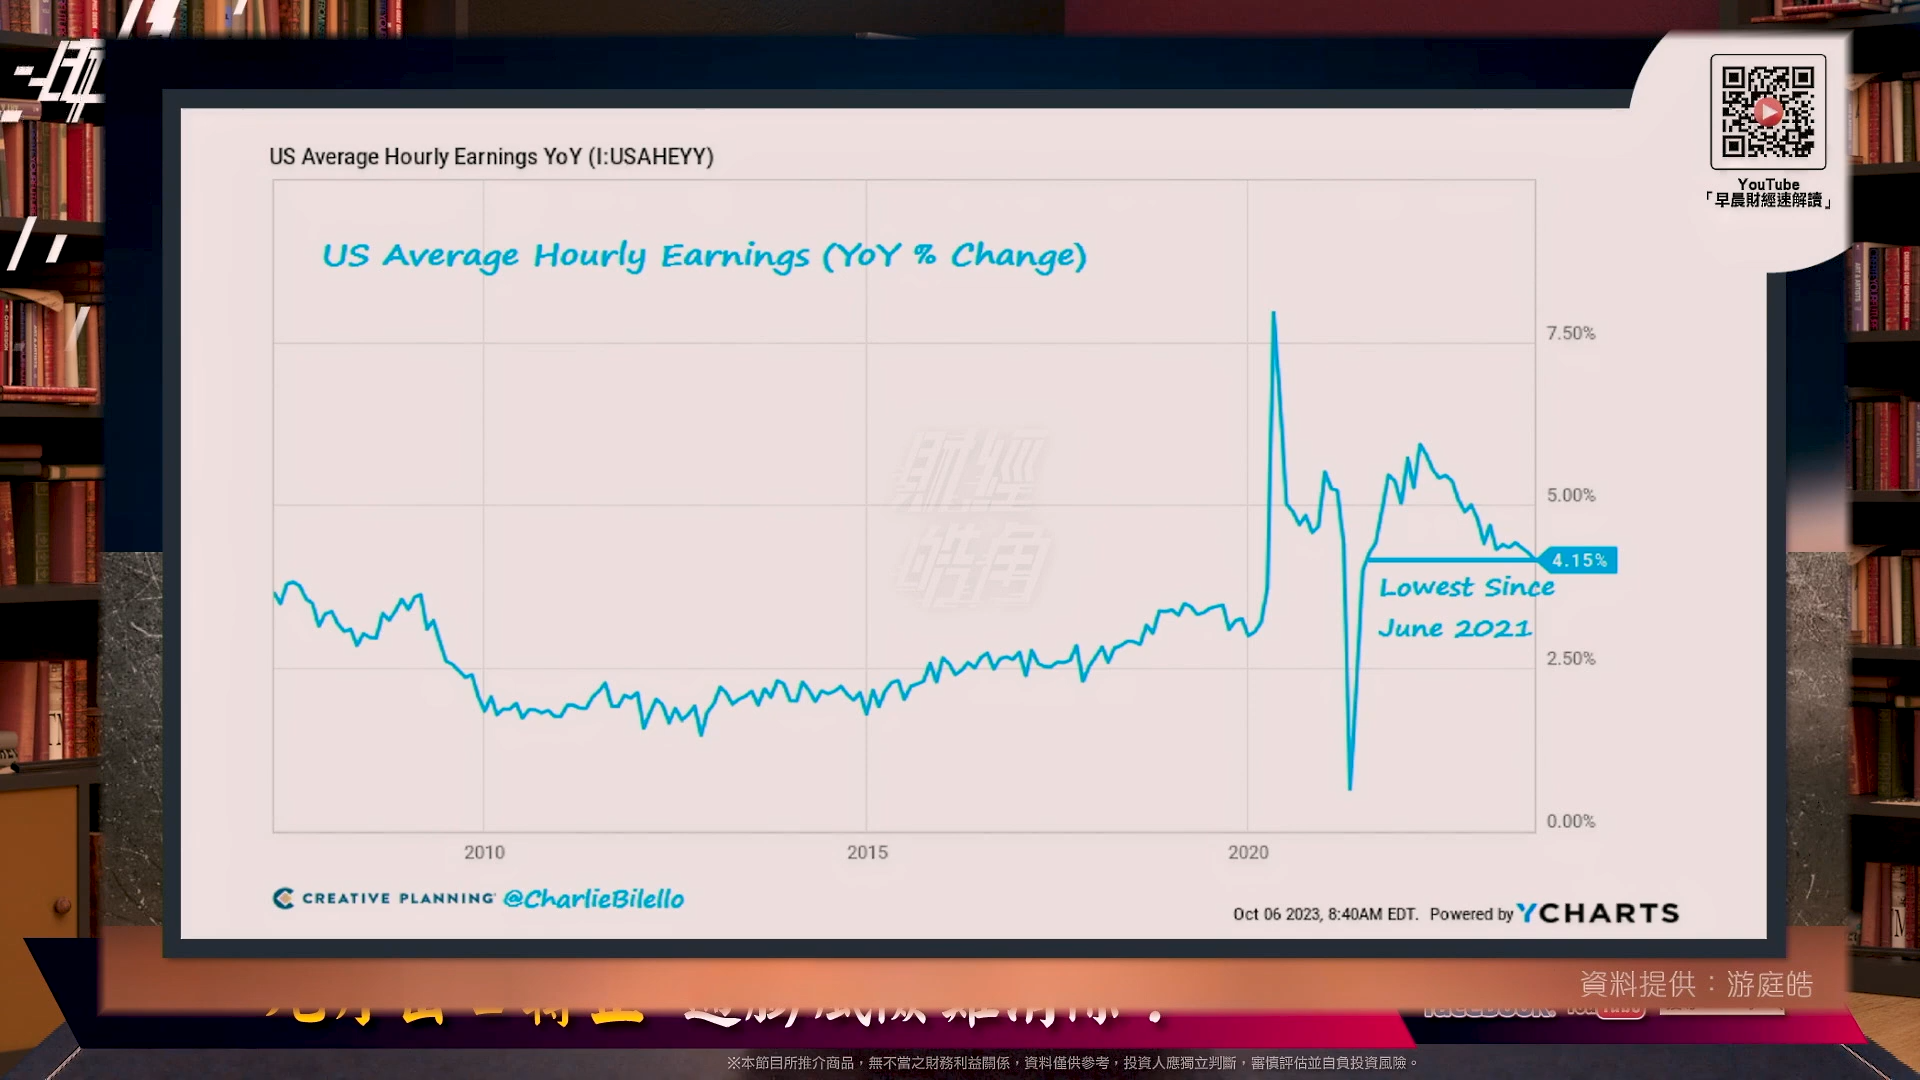 YouTube
「早晨財經速解讀」
US Average Hourly Earnings YoY (I:USAHEYY)
US Average Hourly Earnings (YoY % Change)
7.50%
5.00%
4.15%
Lowest Since
June 2021
2.50%
0.00%
財經
皓角
2010
2015
2020
CREATIVE PLANNING @CharlieBilello
Oct 06 2023, 8:40AM EDT. Powered by YCHARTS
資料提供：游庭皓
※本節目所推介商品，無不當之財務利益關係，資料僅供參考，投資人應獨立判斷，審慎評估並自負投資風險。